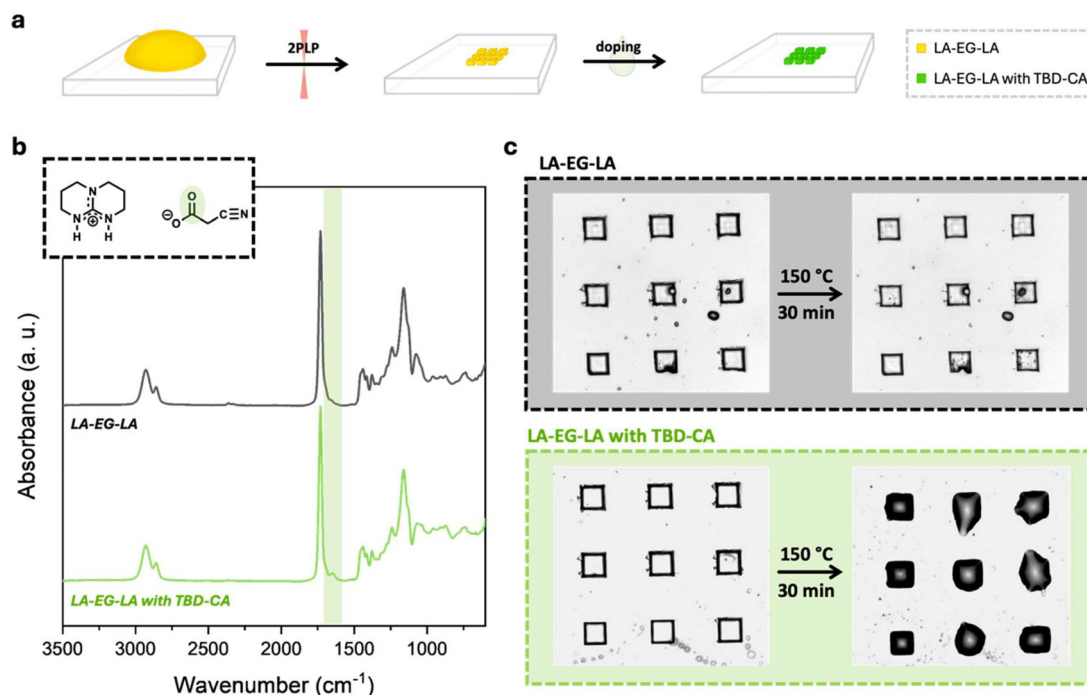 a
2PLP
doping
LA-EG-LA
LA-EG-LA with TBD-CA
b
N
N
N
H
H
⊕
O
⊖
O
C≡N
LA-EG-LA
LA-EG-LA with TBD-CA
Absorbance (a. u.)
3500 3000 2500 2000 1500 1000
Wavenumber (cm⁻¹)
c
LA-EG-LA
150 °C
30 min
LA-EG-LA with TBD-CA
150 °C
30 min